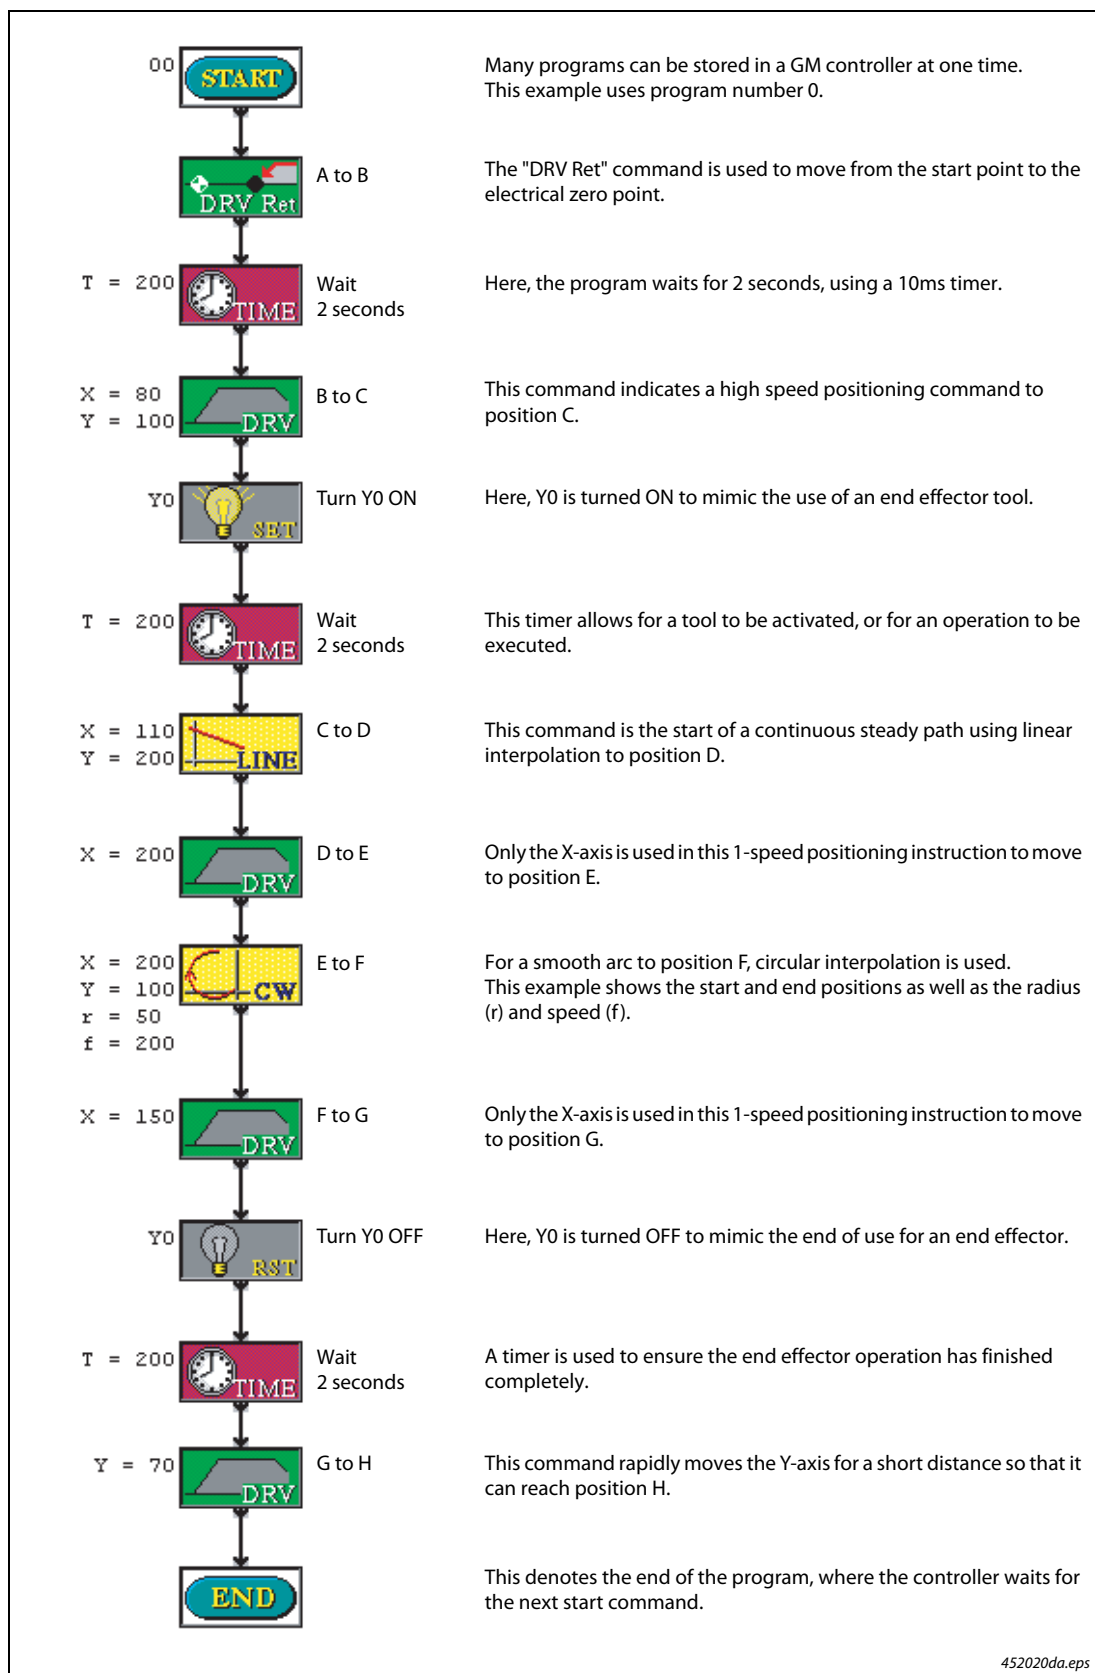 00
START
Many programs can be stored in a GM controller at one time.
This example uses program number 0.
DRV Ret
A to B
The "DRV Ret" command is used to move from the start point to the
electrical zero point.
T = 200
TIME
Wait
2 seconds
Here, the program waits for 2 seconds, using a 10ms timer.
X = 80
Y = 100
DRV
B to C
This command indicates a high speed positioning command to
position C.
Y0
SET
Turn Y0 ON
Here, Y0 is turned ON to mimic the use of an end effector tool.
T = 200
TIME
Wait
2 seconds
This timer allows for a tool to be activated, or for an operation to be
executed.
X = 110
Y = 200
LINE
C to D
This command is the start of a continuous steady path using linear
interpolation to position D.
X = 200
DRV
D to E
Only the X-axis is used in this 1-speed positioning instruction to move
to position E.
X = 200
Y = 100
r = 50
f = 200
CW
E to F
For a smooth arc to position F, circular interpolation is used.
This example shows the start and end positions as well as the radius
(r) and speed (f).
X = 150
DRV
F to G
Only the X-axis is used in this 1-speed positioning instruction to move
to position G.
Y0
RST
Turn Y0 OFF
Here, Y0 is turned OFF to mimic the end of use for an end effector.
T = 200
TIME
Wait
2 seconds
A timer is used to ensure the end effector operation has finished
completely.
Y = 70
DRV
G to H
This command rapidly moves the Y-axis for a short distance so that it
can reach position H.
END
This denotes the end of the program, where the controller waits for
the next start command.
452020da.eps